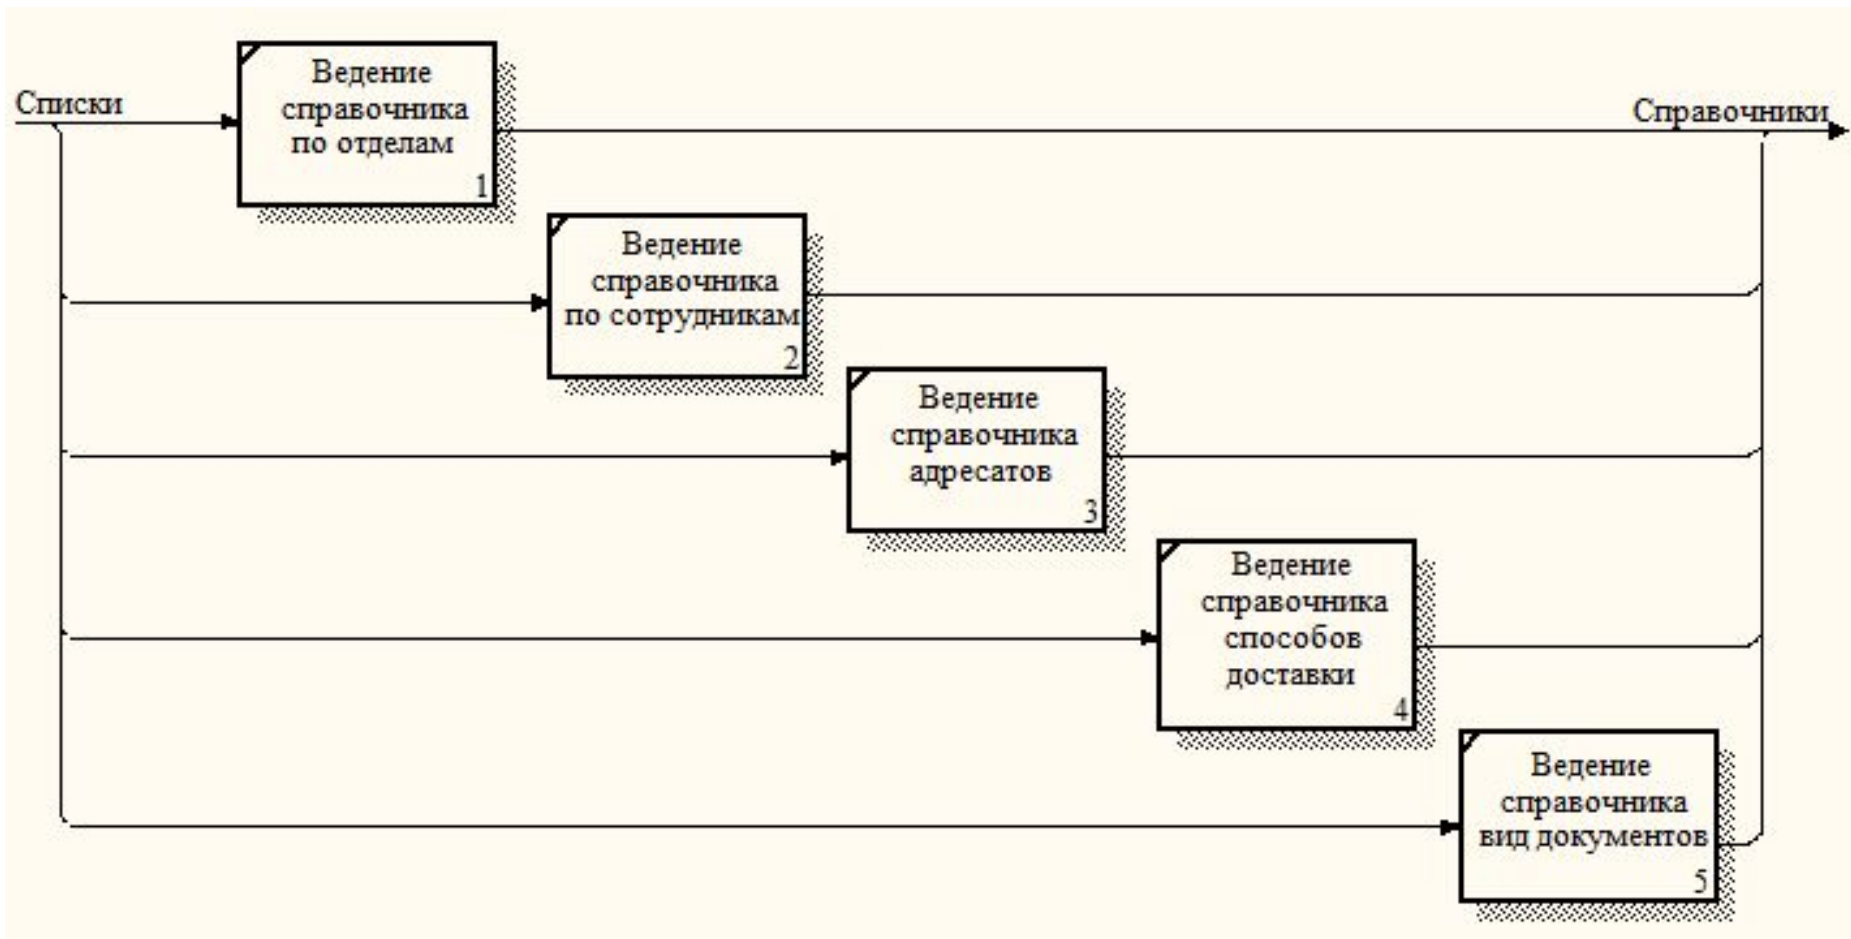 Списки
Ведение
справочника
по отделам
1
Справочники
Ведение
справочника
по сотрудникам
2
Ведение
справочника
адресатов
3
Ведение
справочника
способов
доставки
4
Ведение
справочника
вид документов
5